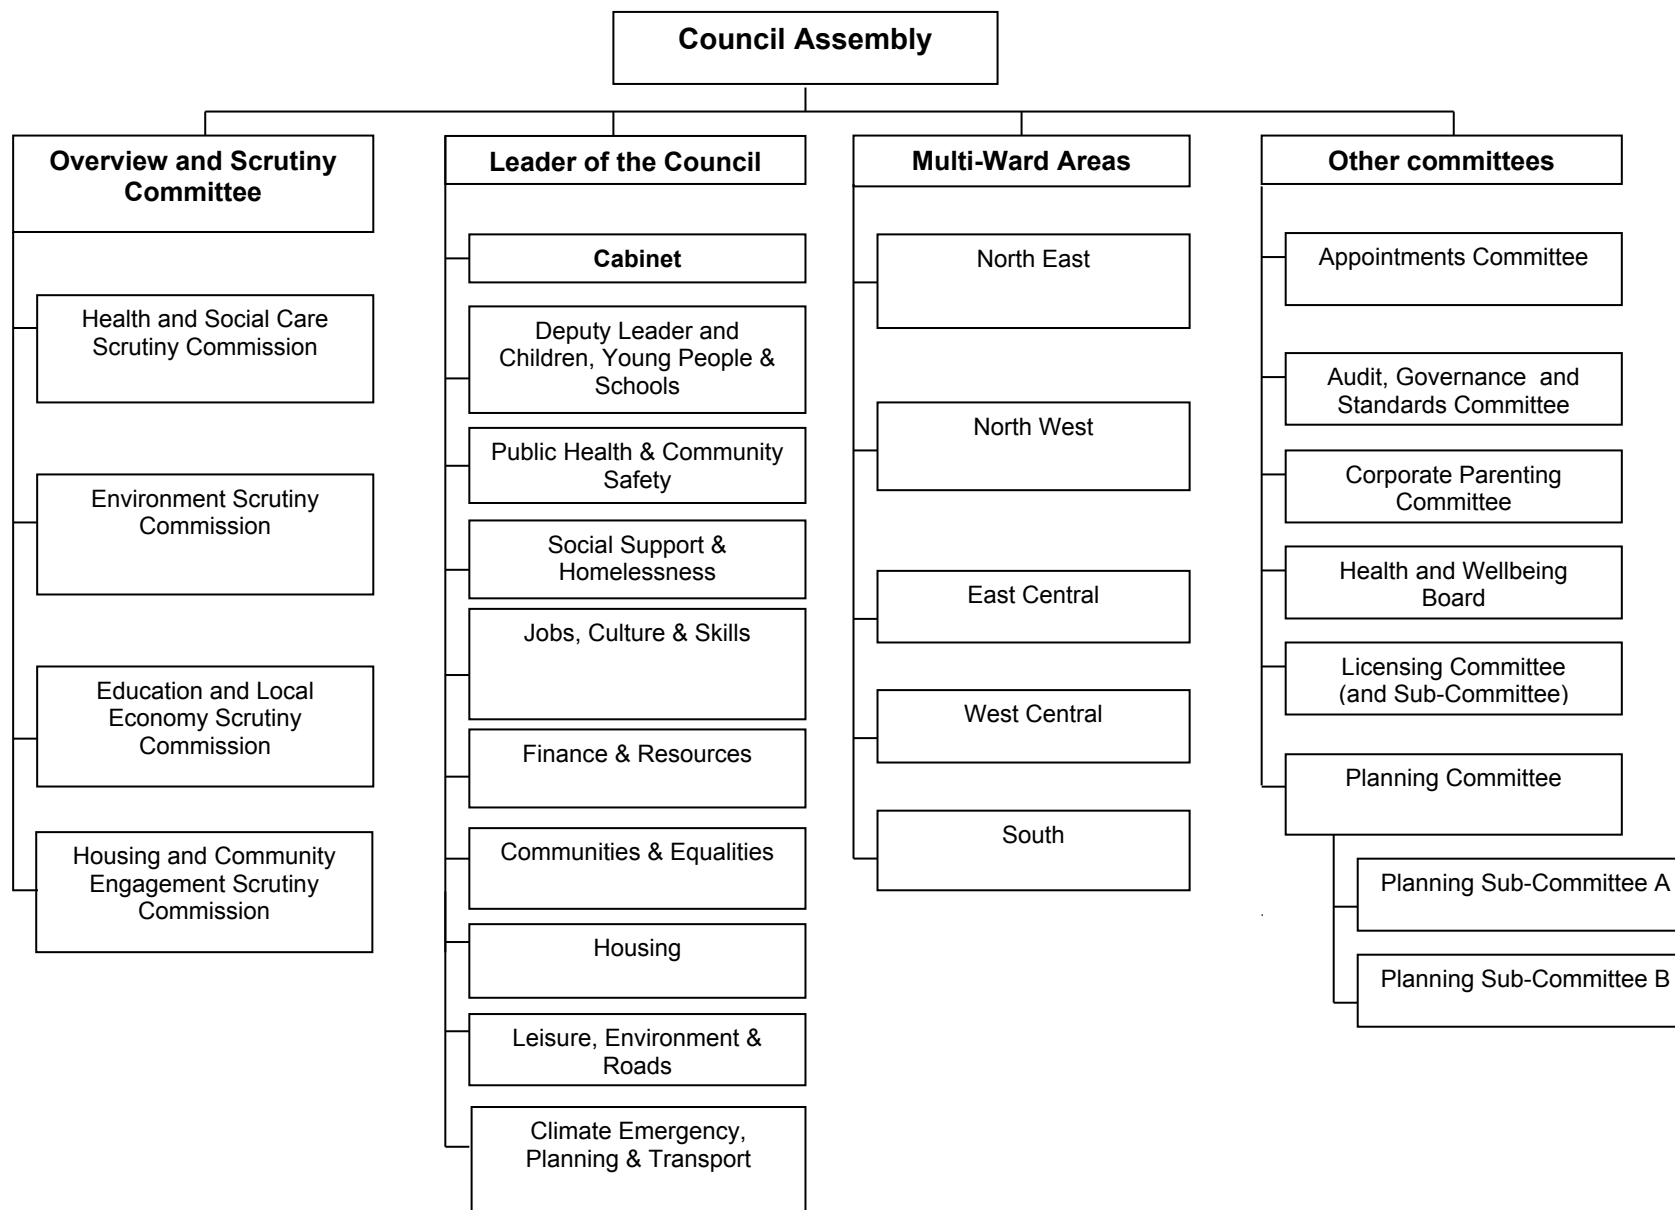 Council Assembly
Overview and Scrutiny
Committee
Health and Social Care
Scrutiny Commission
Environment Scrutiny
Commission
Education and Local
Economy Scrutiny
Commission
Housing and Community
Engagement Scrutiny
Commission
Leader of the Council
Cabinet
Deputy Leader and
Children, Young People &
Schools
Public Health & Community
Safety
Social Support &
Homelessness
Jobs, Culture & Skills
Finance & Resources
Communities & Equalities
Housing
Leisure, Environment &
Roads
Climate Emergency,
Planning & Transport
Multi-Ward Areas
North East
North West
East Central
West Central
South
Other committees
Appointments Committee
Audit, Governance and
Standards Committee
Corporate Parenting
Committee
Health and Wellbeing
Board
Licensing Committee
(and Sub-Committee)
Planning Committee
Planning Sub-Committee A
Planning Sub-Committee B